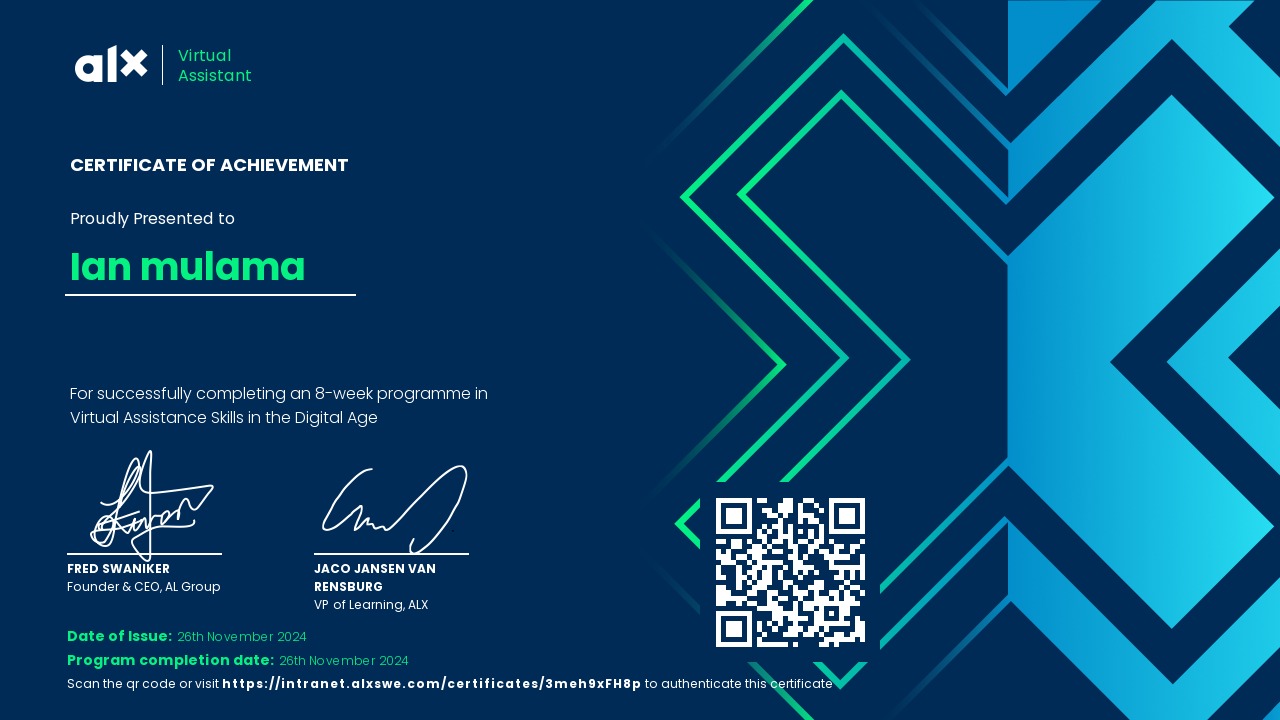 alx
Virtual
Assistant
CERTIFICATE OF ACHIEVEMENT
Proudly Presented to
Ian mulama
For successfully completing an 8-week programme in
Virtual Assistance Skills in the Digital Age
FRED SWANIKER
Founder & CEO, AL Group
JACO JANSEN VAN
RENSBURG
VP of Learning, ALX
Date of Issue: 26th November 2024
Program completion date: 26th November 2024
Scan the qr code or visit https://intranet.alxswe.com/certificates/3meh9xFH8p to authenticate this certificate